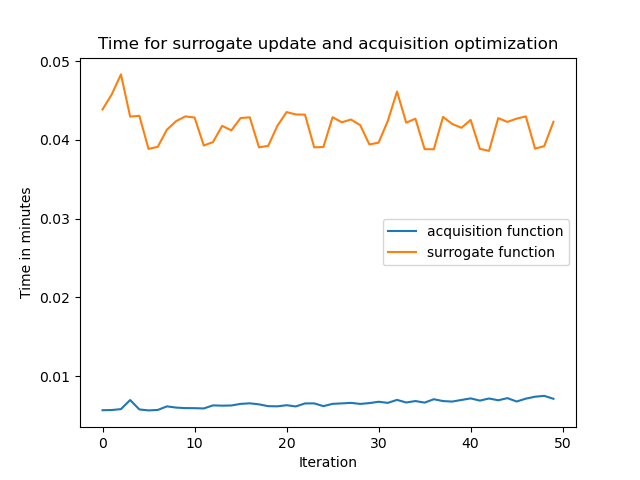 Time for surrogate update and acquisition optimization
0.05
0.04
0.03
0.02
0.01
Time in minutes
acquisition function
surrogate function
0 10 20 30 40 50
Iteration